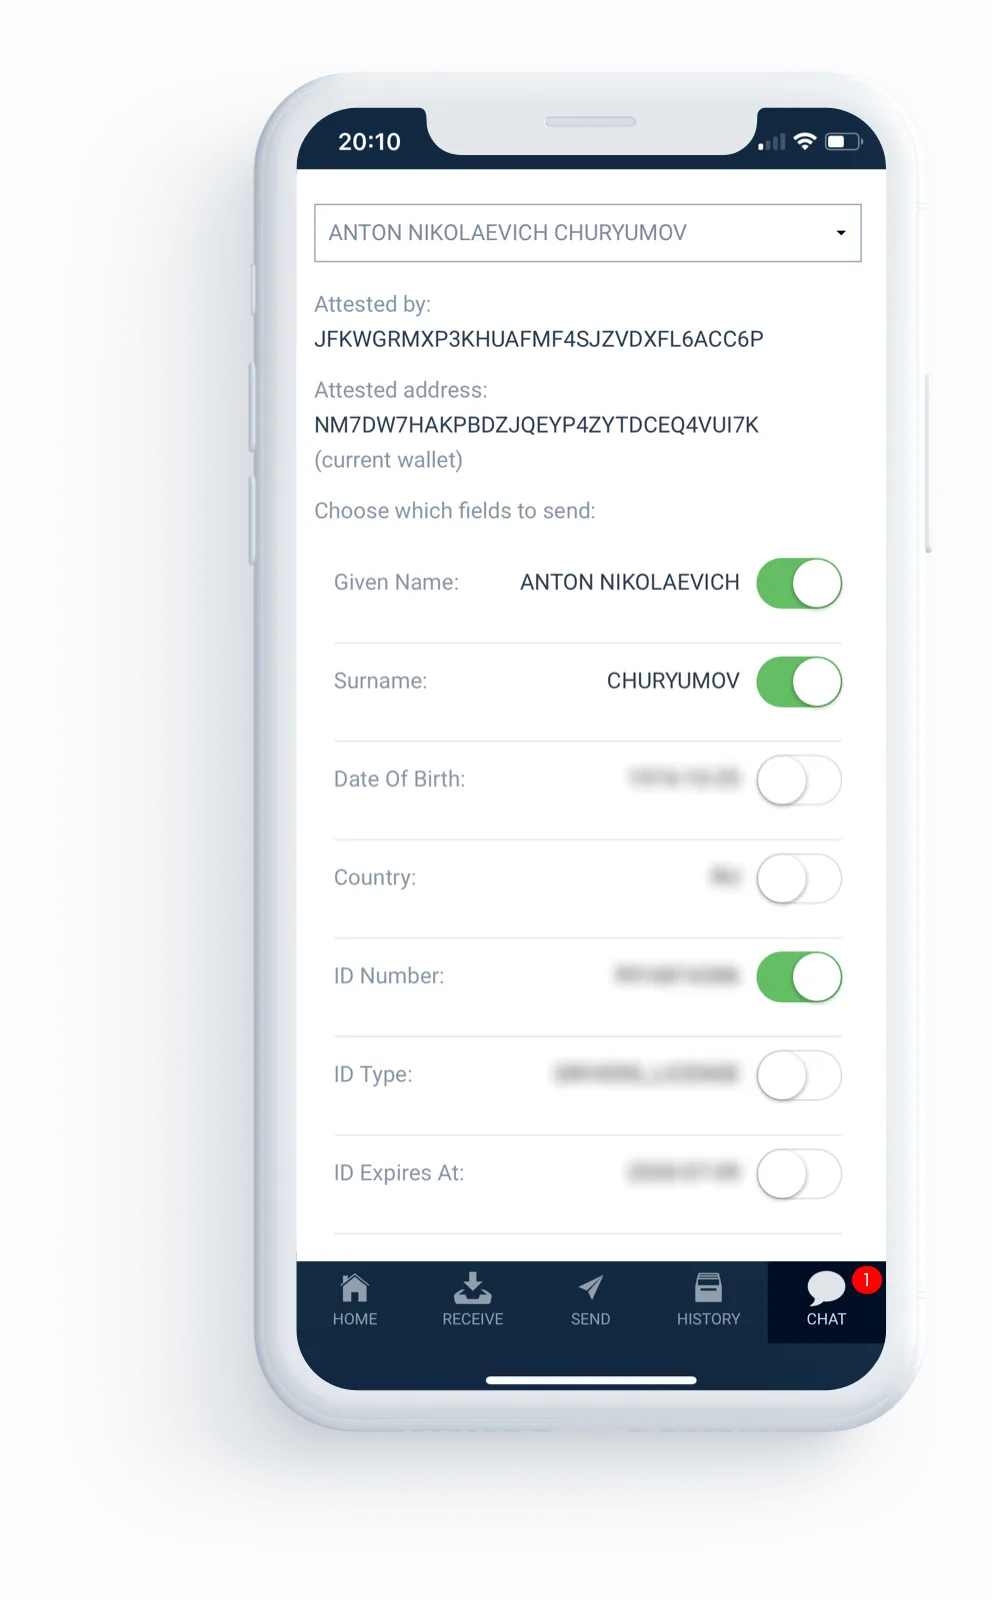 20:10
ANTON NIKOLAEVICH CHURYUMOV
Attested by:
JFKWGRMXP3KHUAFMF4SJZVDXFL6ACC6P
Attested address:
NM7DW7HAKPBDZJQEYP4ZYTDCEQ4VUI7K
(current wallet)
Choose which fields to send:
Given Name: ANTON NIKOLAEVICH
Surname: CHURYUMOV
Date Of Birth:
Country:
ID Number:
ID Type:
ID Expires At:
1
HOME RECEIVE SEND HISTORY CHAT